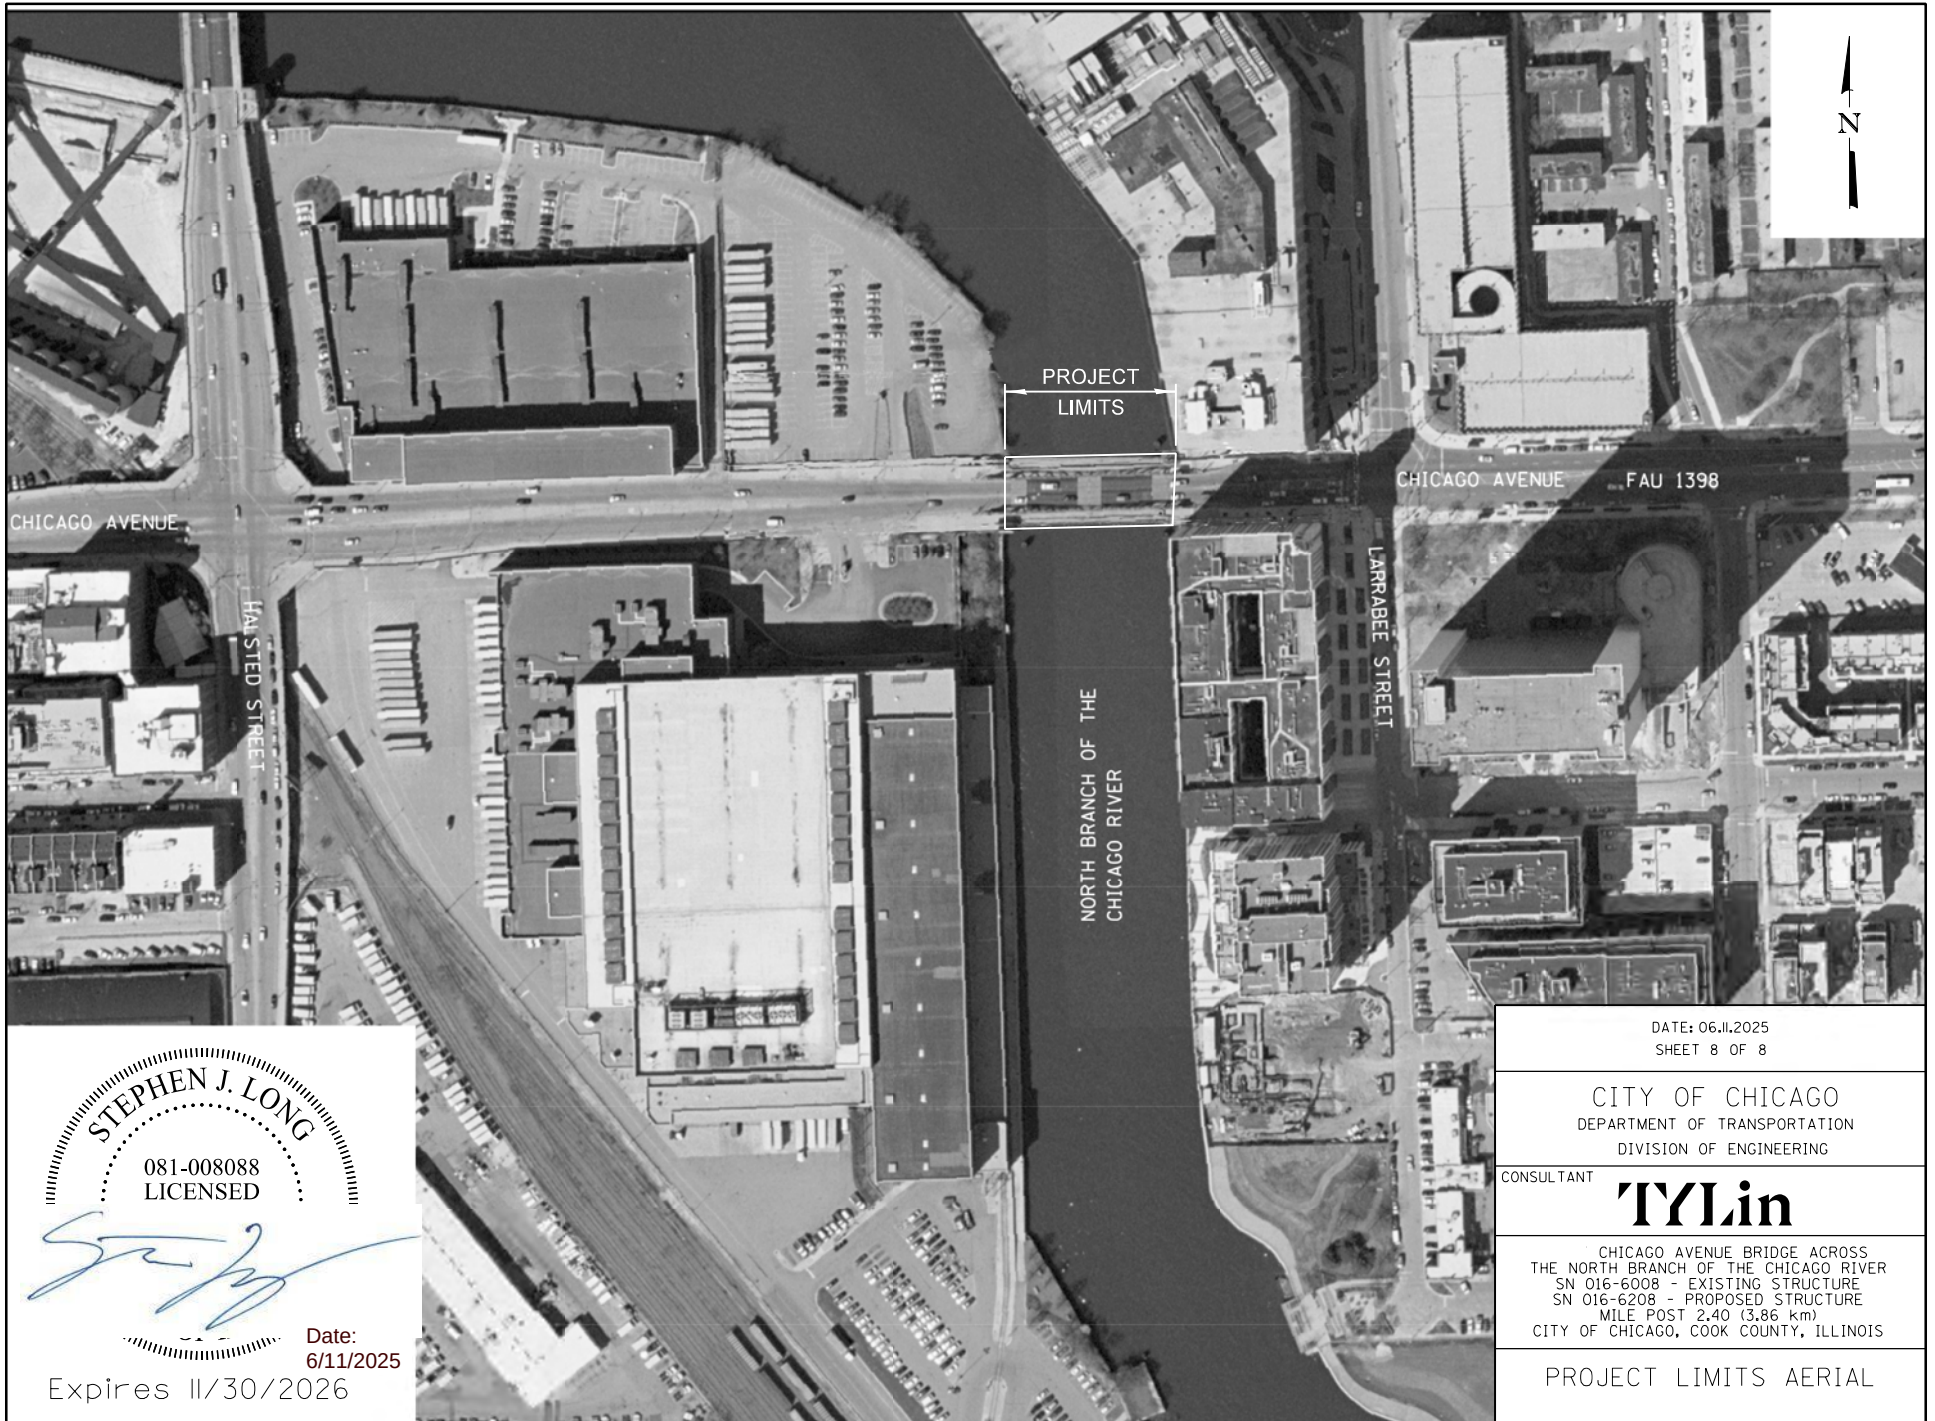 N
PROJECT
LIMITS
CHICAGO AVENUE
FAU 1398
CHICAGO AVENUE
HALSTED STREET
LARRABEE STREET
NORTH BRANCH OF THE
CHICAGO RIVER
STEPHEN J. LONG
081-008088
LICENSED
Date:
6/11/2025
Expires 11/30/2026
DATE: 06.11.2025
SHEET 8 OF 8
CITY OF CHICAGO
DEPARTMENT OF TRANSPORTATION
DIVISION OF ENGINEERING
CONSULTANT
TYLin
CHICAGO AVENUE BRIDGE ACROSS
THE NORTH BRANCH OF THE CHICAGO RIVER
SN 016-6008 - EXISTING STRUCTURE
SN 016-6208 - PROPOSED STRUCTURE
MILE POST 2.40 (3.86 km)
CITY OF CHICAGO, COOK COUNTY, ILLINOIS
PROJECT LIMITS AERIAL